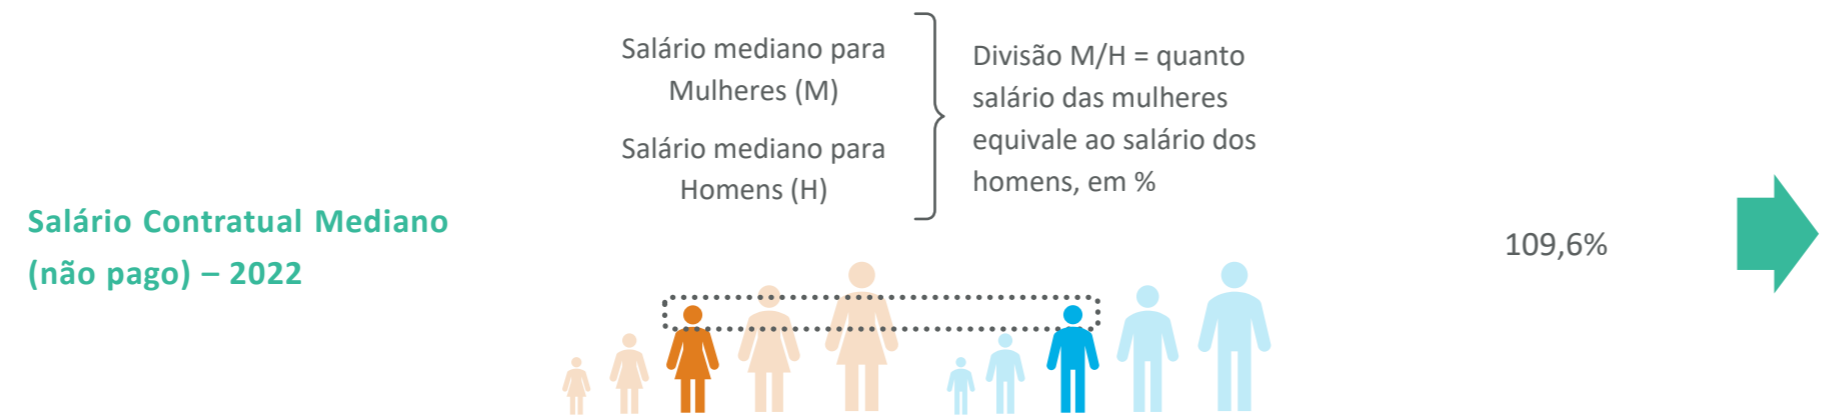 Salário Contratual Mediano
(não pago) – 2022
Salário mediano para
Mulheres (M)
Salário mediano para
Homens (H)
Divisão M/H = quanto
salário das mulheres
equivale ao salário dos
homens, em %
109,6%